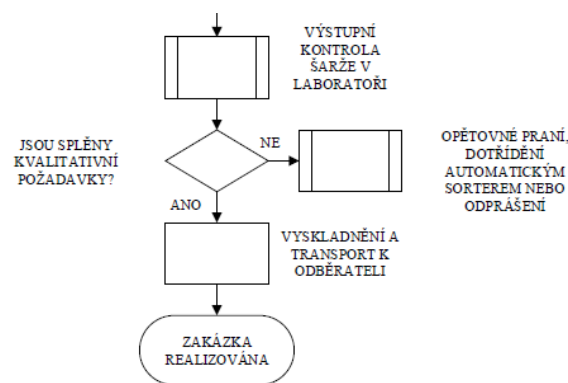 VÝSTUPNÍ
KONTROLA
ŠARŽE V
LABORATOŘI
JSOU SPLĚNY
KVALITATIVNÍ
POŽADAVKY?
NE
OPĚTOVNÉ PRANÍ,
DOTŘÍDĚNÍ
AUTOMATICKÝM
SORTEREM NEBO
ODPRÁŠENÍ
ANO
VYSKLADNĚNÍ A
TRANSPORT K
ODBĚRATELI
ZAKÁZKA
REALIZOVÁNA